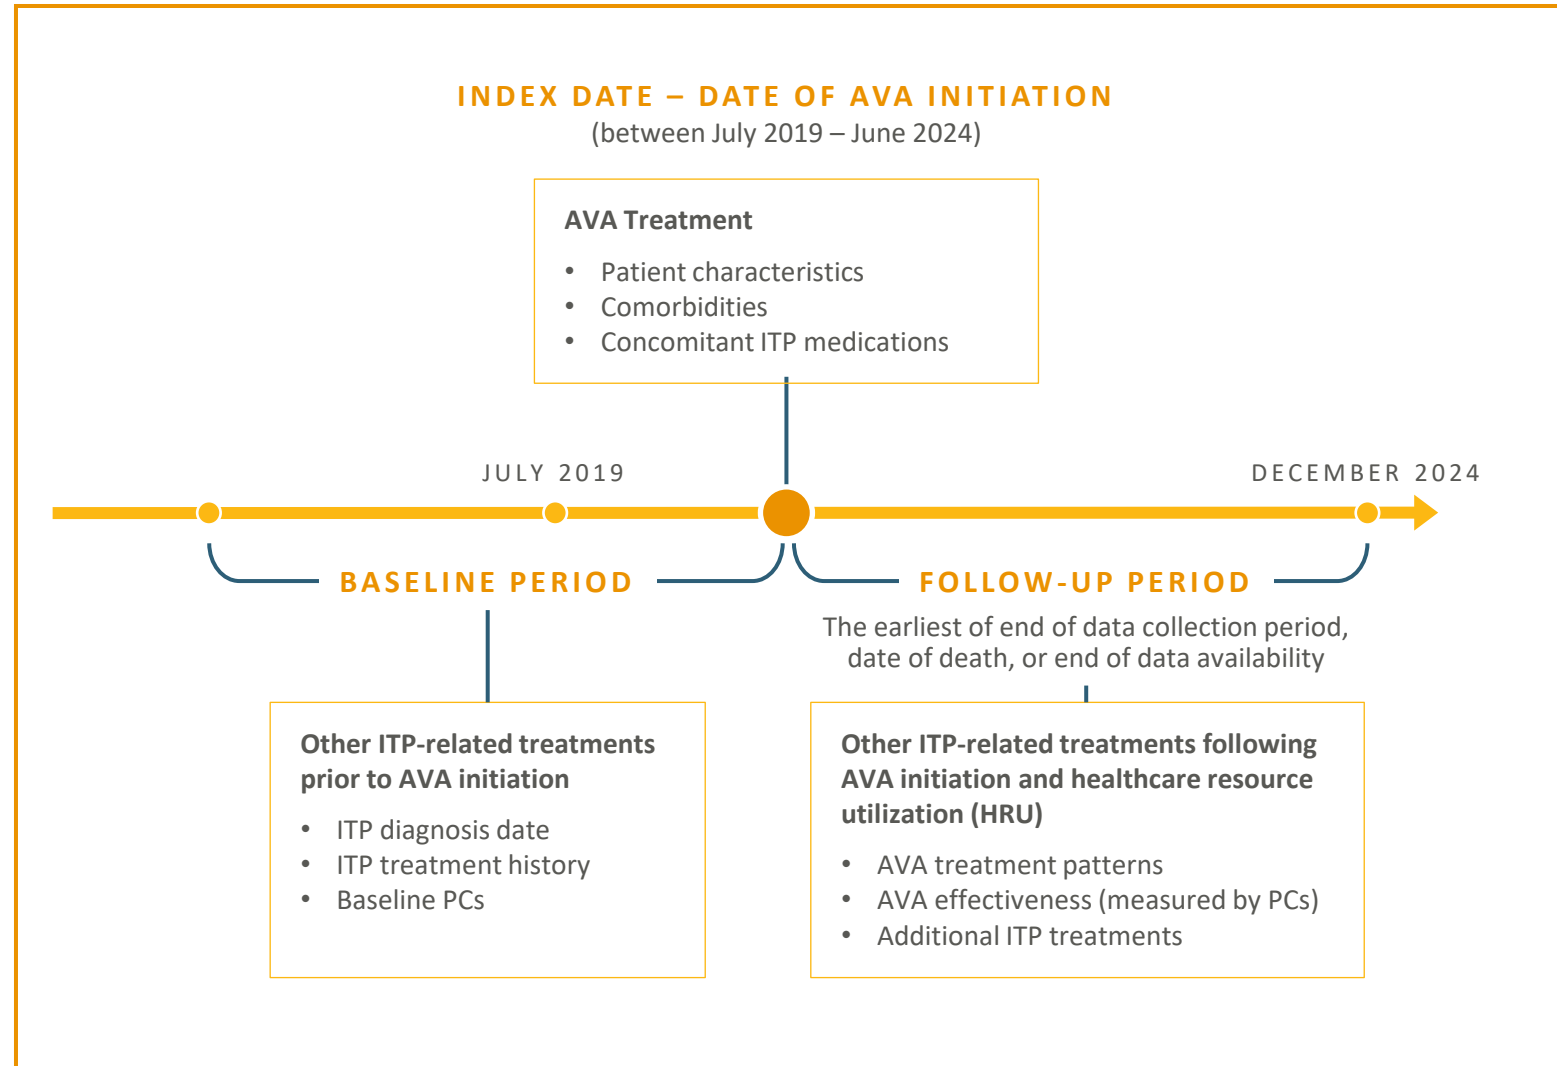 INDEX DATE – DATE OF AVA INITIATION
(between July 2019 – June 2024)
AVA Treatment
• Patient characteristics
• Comorbidities
• Concomitant ITP medications
JULY 2019
DECEMBER 2024
BASELINE PERIOD
FOLLOW-UP PERIOD
The earliest of end of data collection period,
date of death, or end of data availability
Other ITP-related treatments
prior to AVA initiation
• ITP diagnosis date
• ITP treatment history
• Baseline PCs
Other ITP-related treatments following
AVA initiation and healthcare resource
utilization (HRU)
• AVA treatment patterns
• AVA effectiveness (measured by PCs)
• Additional ITP treatments